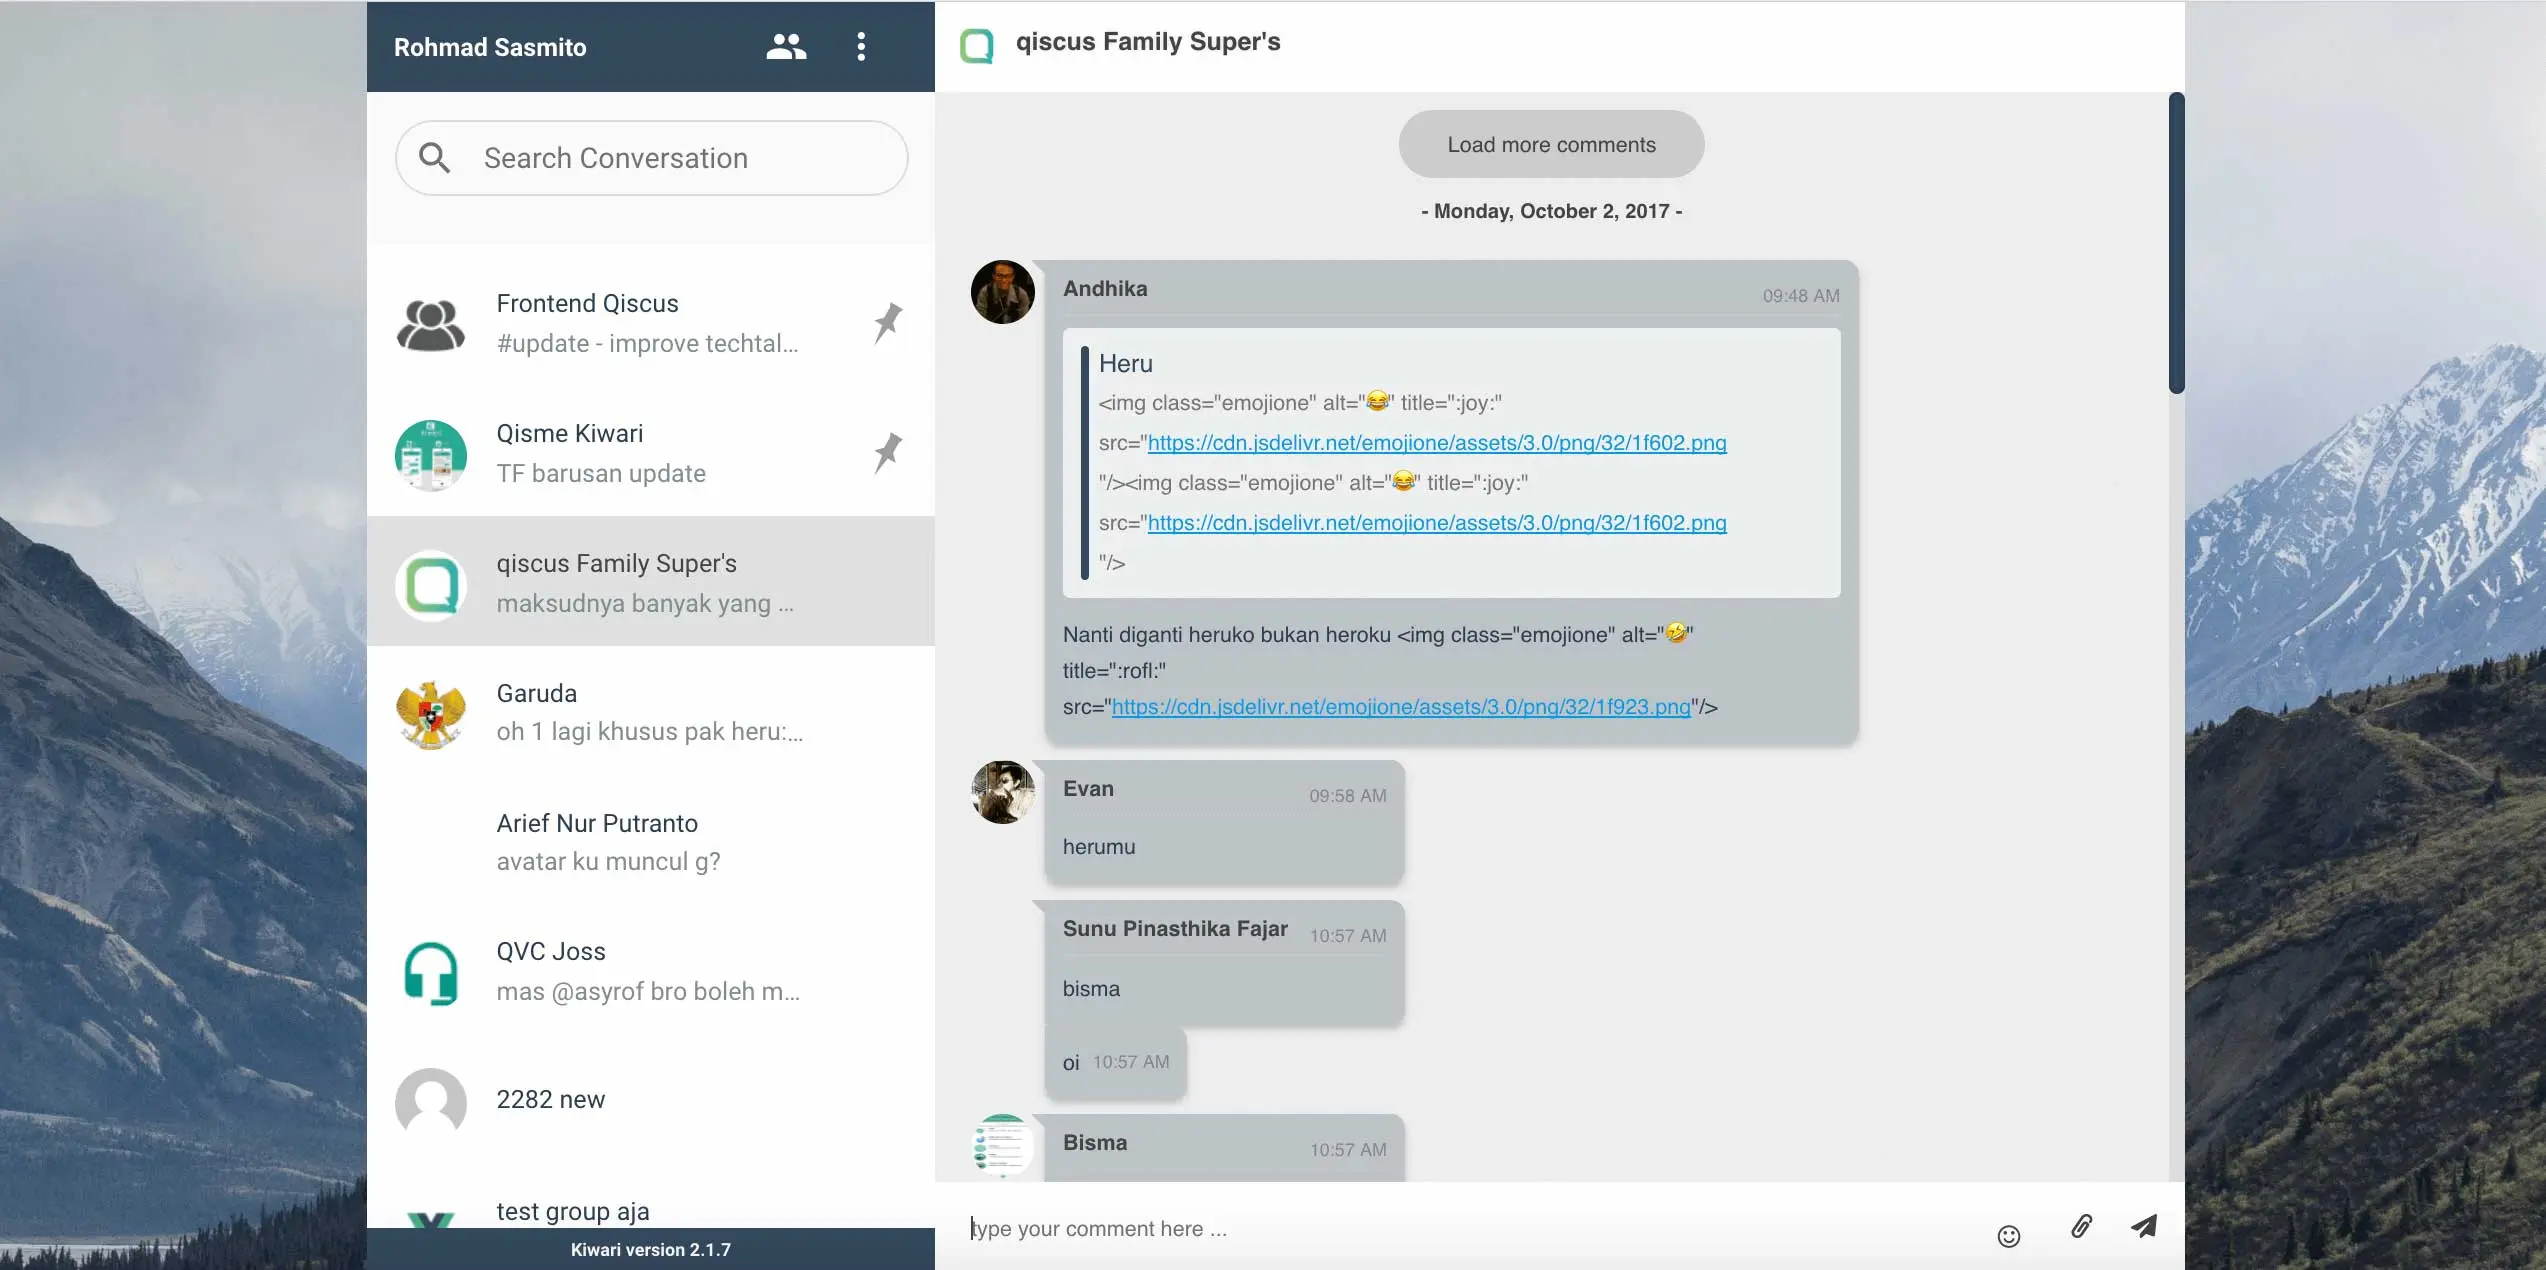 Rohmad Sasmito
Search Conversation
Frontend Qiscus
#update - improve techtal...
Qisme Kiwari
TF barusan update
qiscus Family Super's
maksudnya banyak yang ...
Garuda
oh 1 lagi khusus pak heru:...
Arief Nur Putranto
avatar ku muncul g?
QVC Joss
mas @asyrof bro boleh m...
2282 new
test group aja
Kiwari version 2.1.7
qiscus Family Super's
Load more comments
- Monday, October 2, 2017 -
Andhika
09:48 AM
Heru
<img class="emojione" alt="😂" title=":joy:"
src="https://cdn.jsdelivr.net/emojione/assets/3.0/png/32/1f602.png
"/><img class="emojione" alt="😂" title=":joy:"
src="https://cdn.jsdelivr.net/emojione/assets/3.0/png/32/1f602.png
"/>
Nanti diganti heruko bukan heroku <img class="emojione" alt="🤣"
title=":rofl:"
src="https://cdn.jsdelivr.net/emojione/assets/3.0/png/32/1f923.png"/>
Evan
09:58 AM
herumu
Sunu Pinasthika Fajar
10:57 AM
bisma
oi 10:57 AM
Bisma
10:57 AM
type your comment here ...